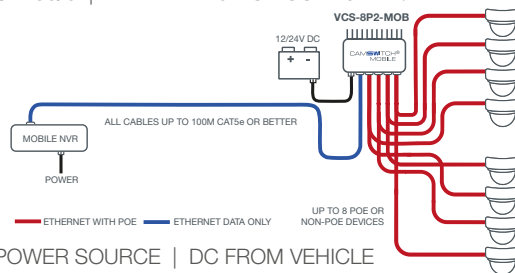 VCS-8P2-MOB
12/24V DC
+ -
CAMSWITCH®
MOBILE
ALL CABLES UP TO 100M CAT5e OR BETTER
MOBILE NVR
POWER
ETHERNET WITH POE
ETHERNET DATA ONLY
UP TO 8 POE OR
NON-POE DEVICES
POWER SOURCE | DC FROM VEHICLE